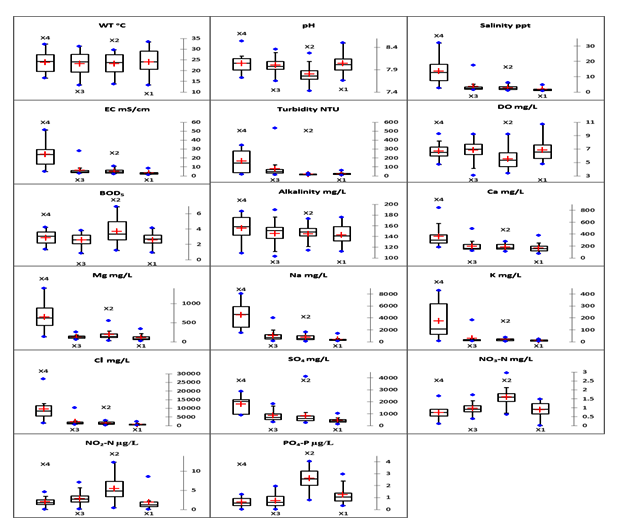 WT °C pH Salinity ppt
X4 35 X4 8.4 X4 30
30 X2 X2
25 20
20 7.9 10
15
10 7.4 0
X3 X2 X1 X3 X1 X3 X1
EC mS/cm Turbidity NTU DO mg/L
X4 X2 60 X4 X2 600 X4 X2 11
50 500 9
40 400
30 300 7
20 200 5
10 100
0 0 3
X3 X1 X3 X1 X3 X1
BOD₅ Alkalinity mg/L Ca mg/L
X4 X2 6 X4 X2 200 X4 X2 800
180 600
4 160 400
2 140 200
120
0 100 0
X3 X1 X3 X1 X3 X1
Mg mg/L Na mg/L K mg/L
X4 X2 1000 X4 X2 8000 X4 X2 400
6000 300
500 4000 200
2000 100
0 0 0
X3 X1 X3 X1 X3 X1
Cl mg/L SO₄ mg/L NO₃-N mg/L
X4 X2 30000 X4 X2 4000 X4 X2 3
25000 2.5
20000 3000 2
15000 2000 1.5
10000 1000 1
5000 0.5
0 0 0
X3 X1 X3 X1 X3 X1
NO₂-N µg/L PO₄-P µg/L
X4 X2 10 X4 X2 4
3
5 2
1
0 0
X3 X1 X3 X1